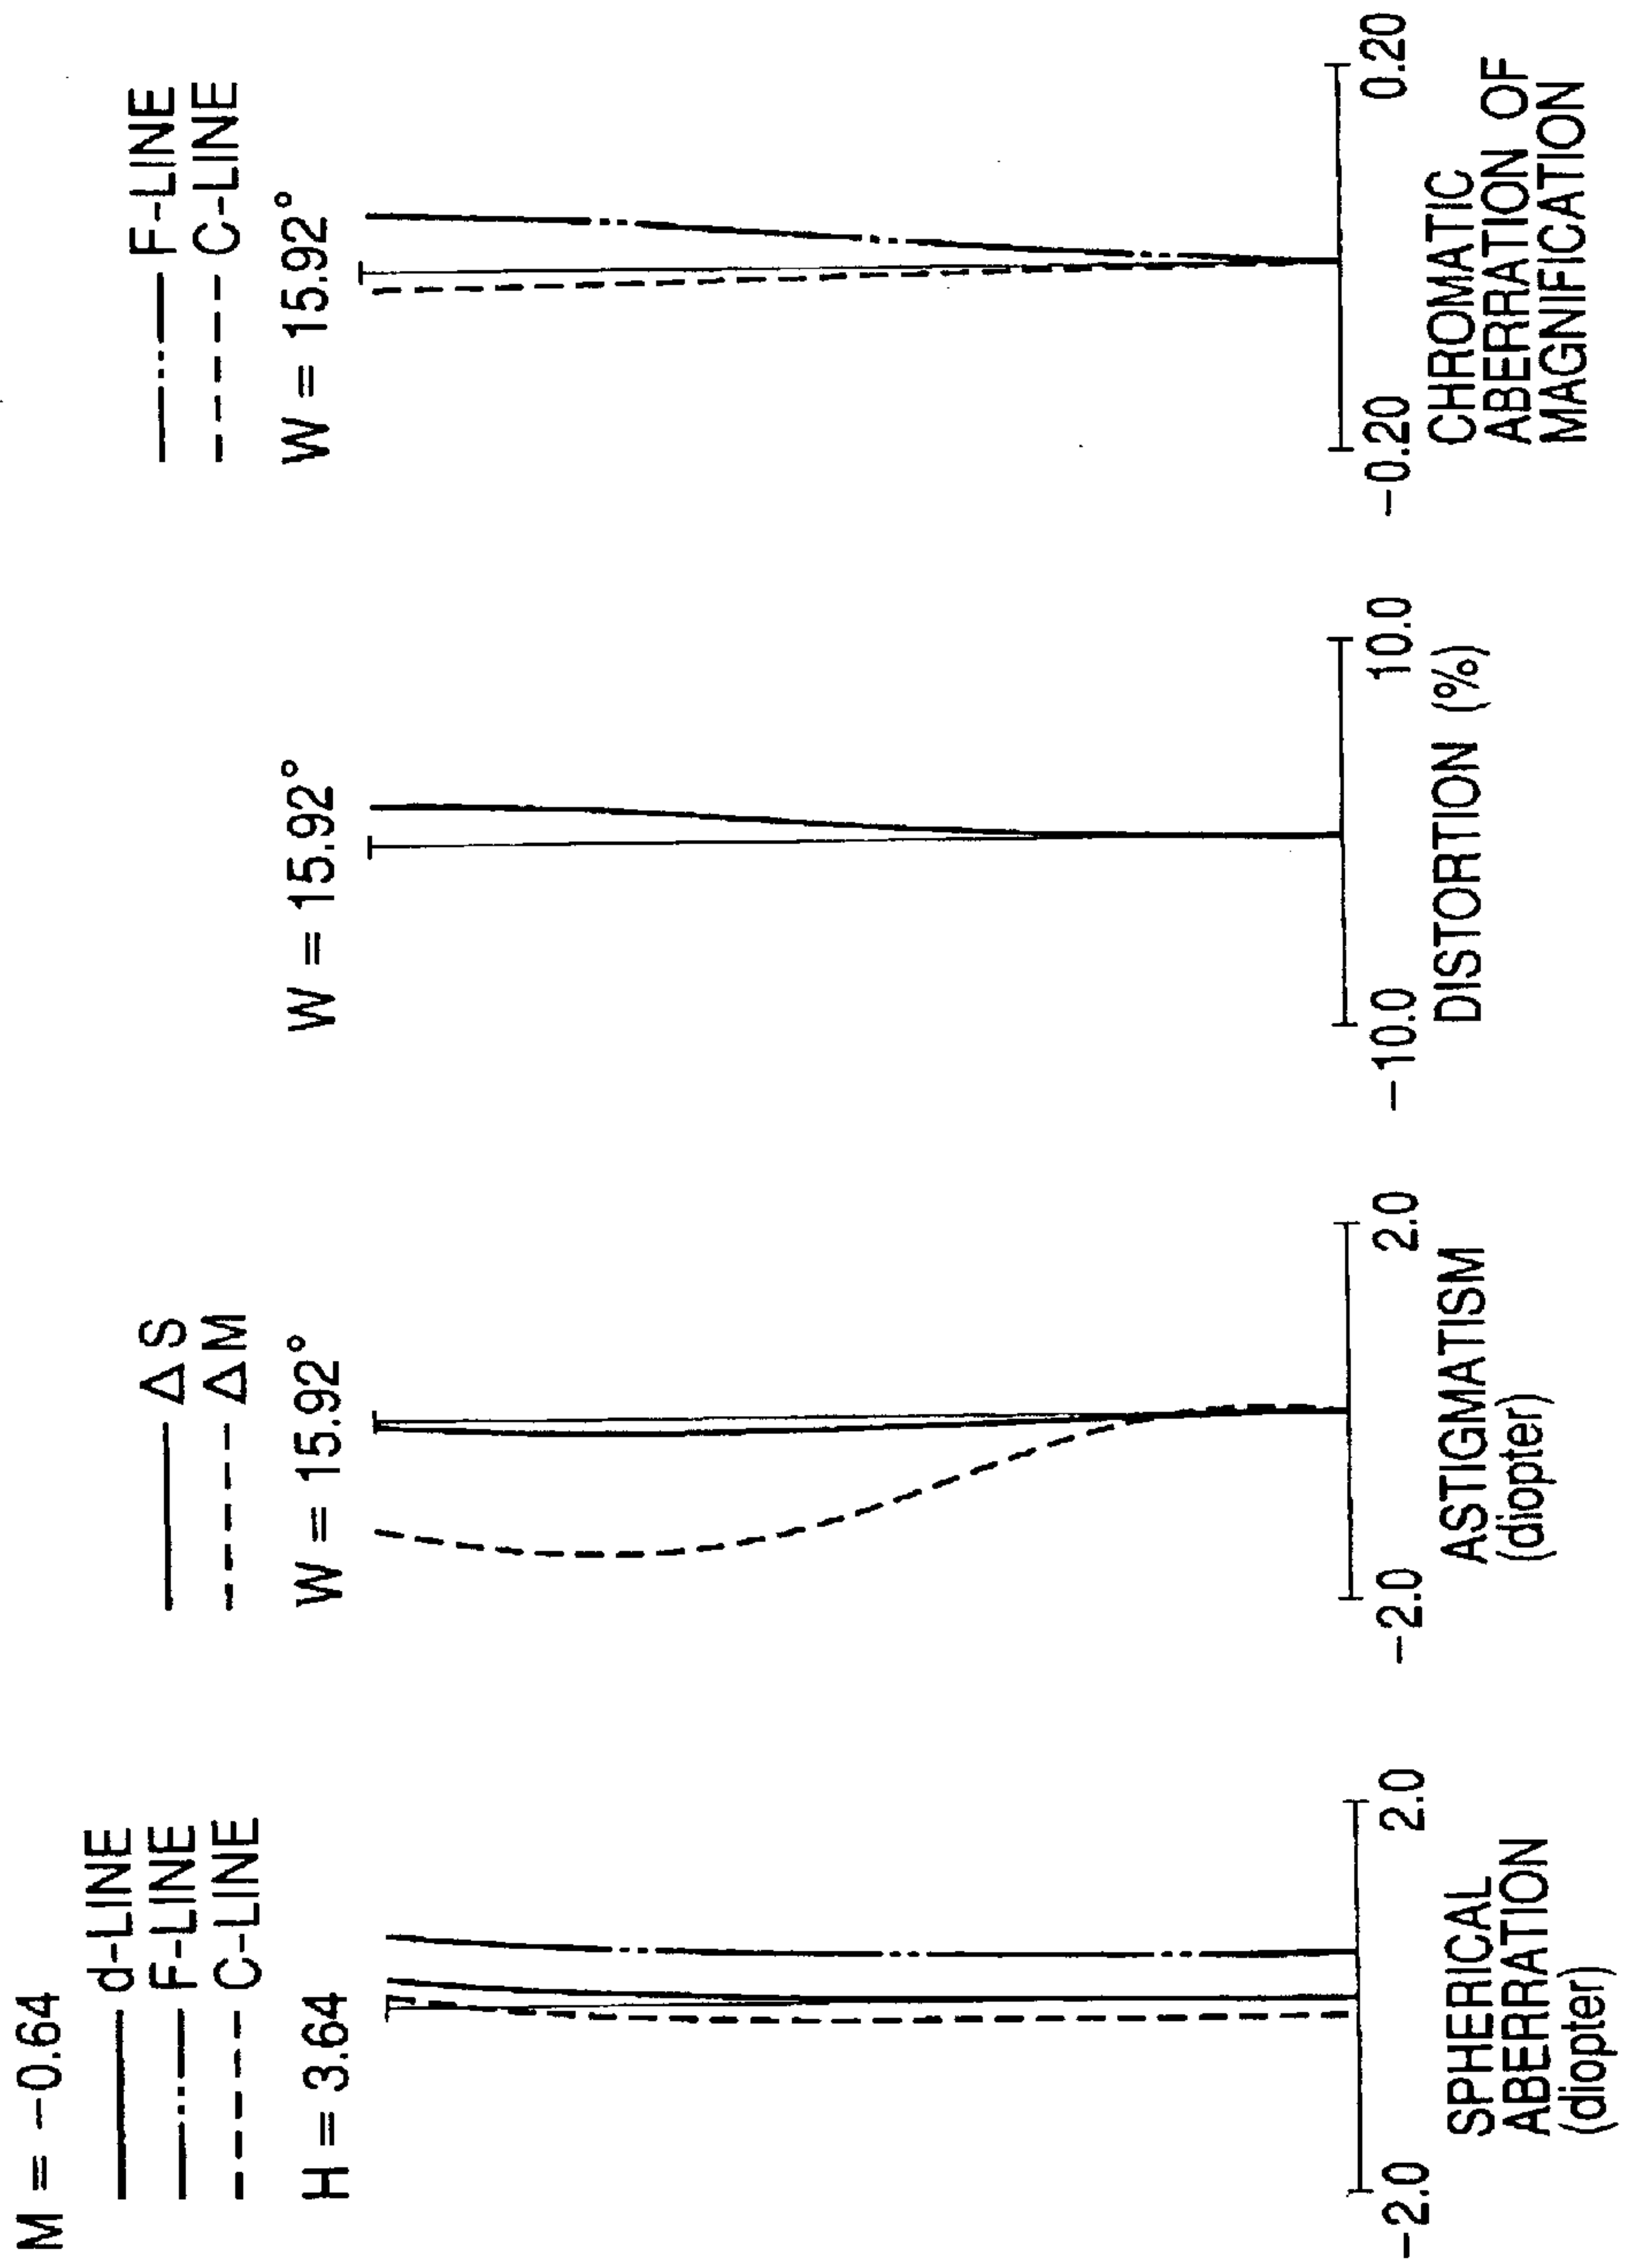 M = -0.64
d-LINE
F-LINE
C-LINE
H = 3.64
-2.0
2.0
SPHERICAL
ABERRATION
(diopter)
ΔS
ΔM
W = 15.92°
-2.0
2.0
ASTIGMATISM
(diopter)
W = 15.92°
-10.0
10.0
DISTORTION (%)
F-LINE
C-LINE
W = 15.92°
-0.20
0.20
CHROMATIC
ABERRATION OF
MAGNIFICATION